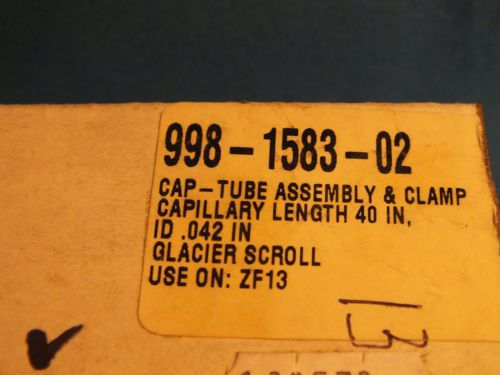 998-1583-02
CAP-TUBE ASSEMBLY & CLAMP
CAPILLARY LENGTH 40 IN,
ID .042 IN
GLACIER SCROLL
USE ON: ZF13
13